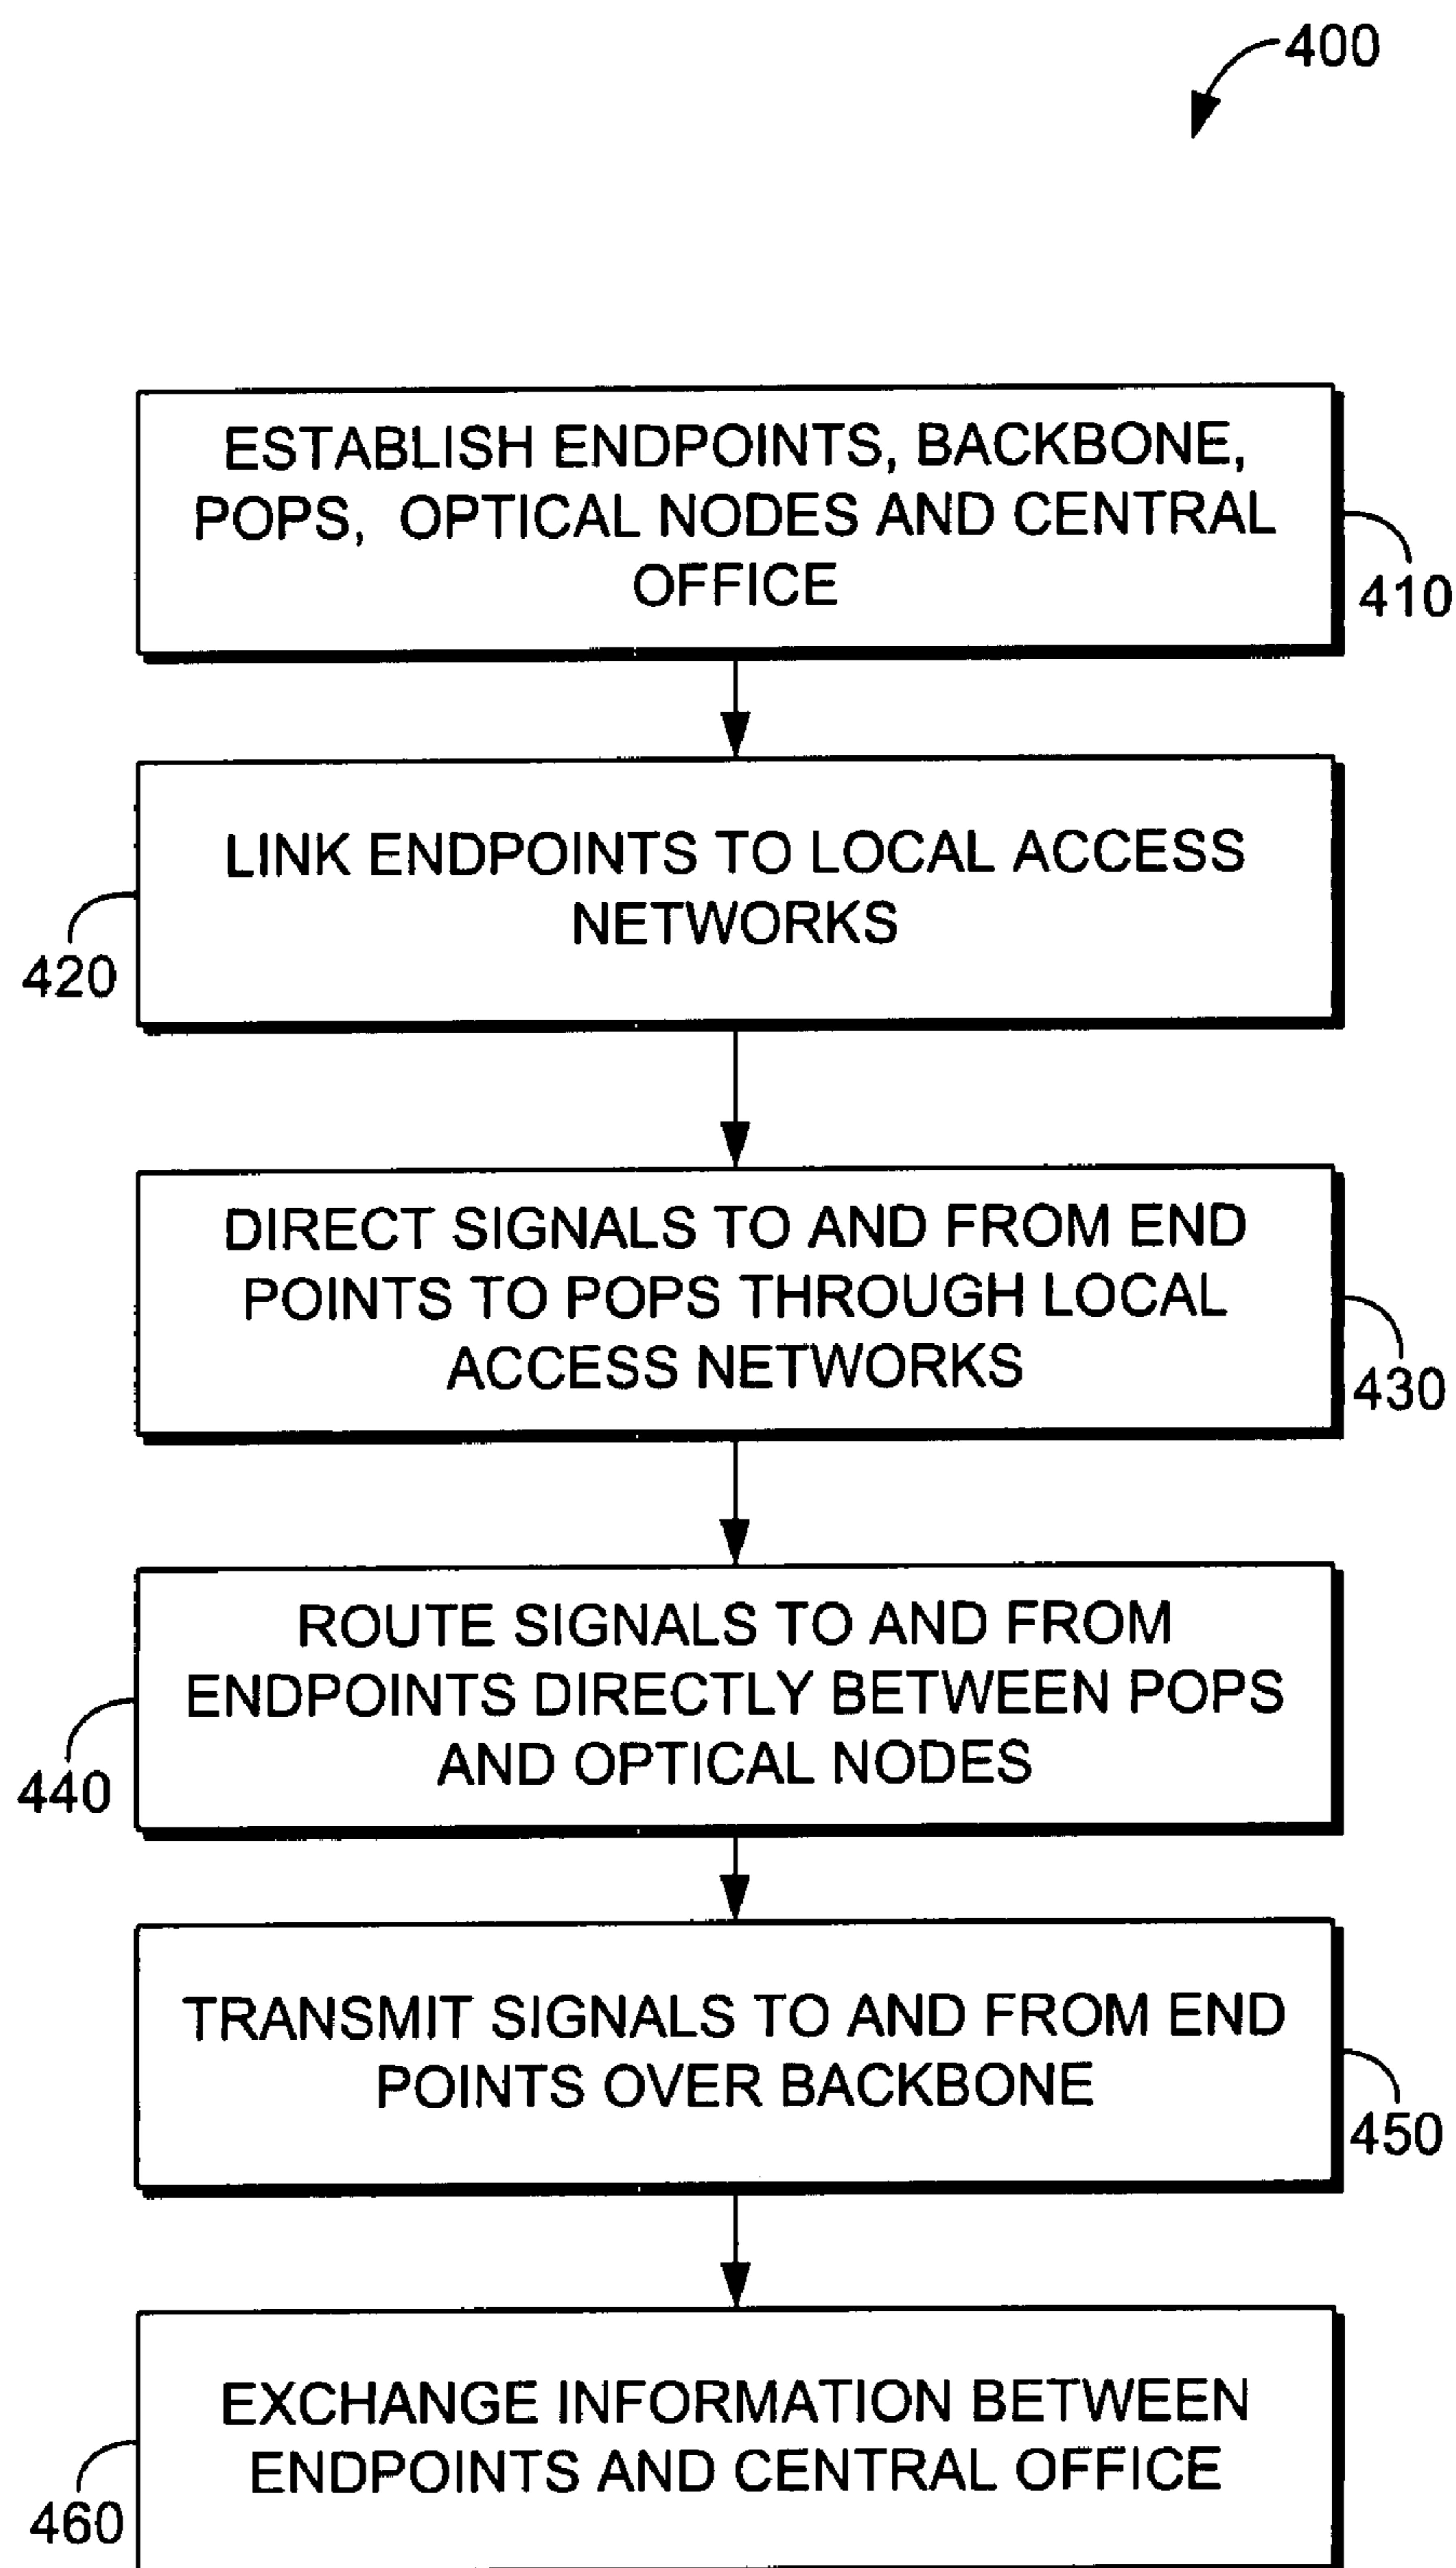 400
ESTABLISH ENDPOINTS, BACKBONE,
POPS, OPTICAL NODES AND CENTRAL
OFFICE
410
LINK ENDPOINTS TO LOCAL ACCESS
NETWORKS
420
DIRECT SIGNALS TO AND FROM END
POINTS TO POPS THROUGH LOCAL
ACCESS NETWORKS
430
ROUTE SIGNALS TO AND FROM
ENDPOINTS DIRECTLY BETWEEN POPS
AND OPTICAL NODES
440
TRANSMIT SIGNALS TO AND FROM END
POINTS OVER BACKBONE
450
EXCHANGE INFORMATION BETWEEN
ENDPOINTS AND CENTRAL OFFICE
460